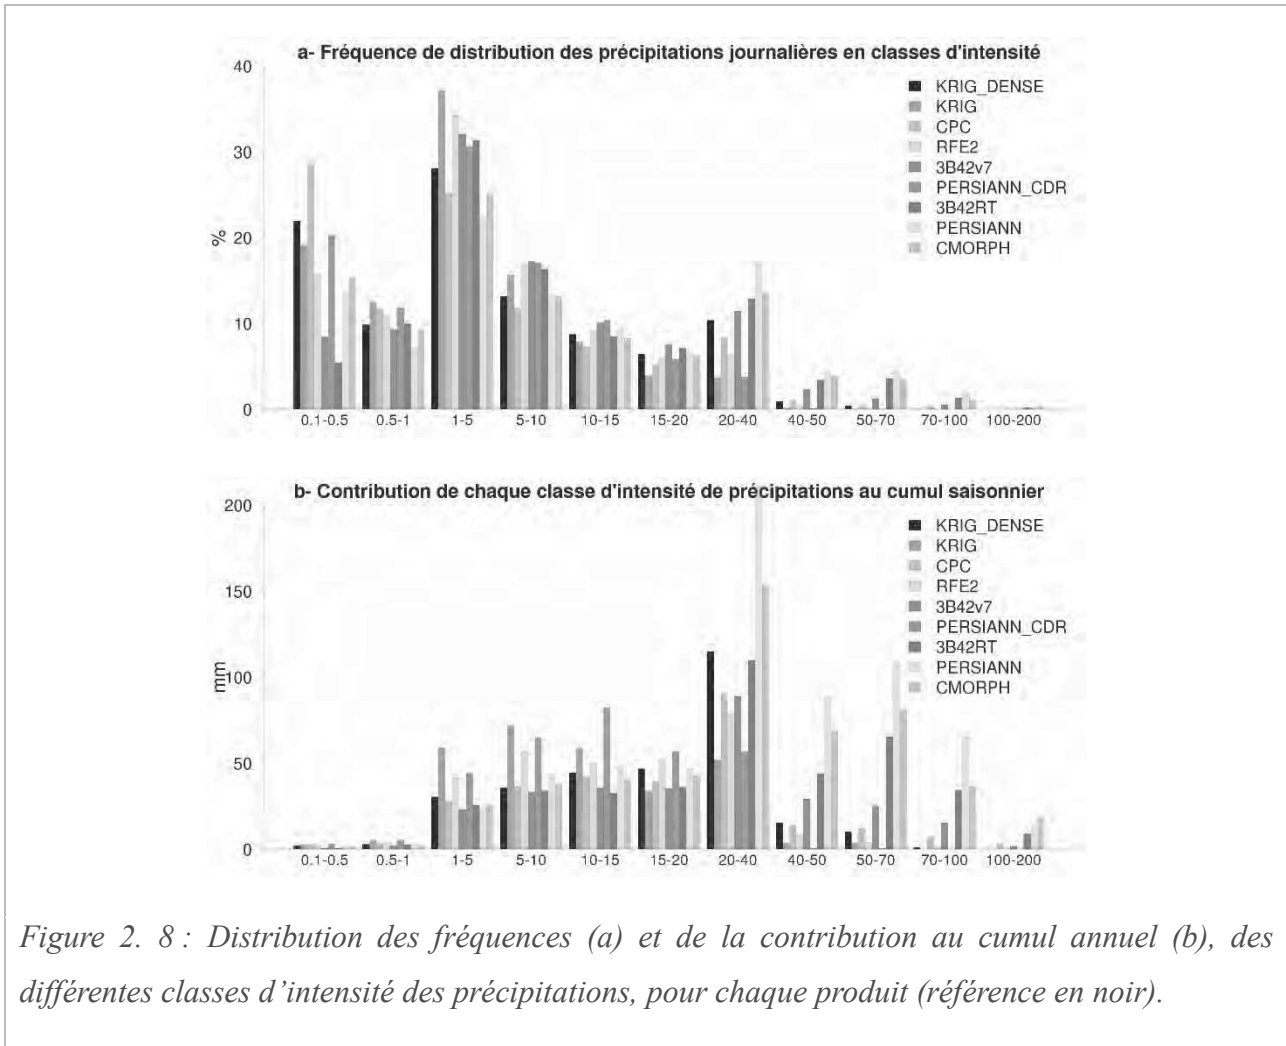 a- Fréquence de distribution des précipitations journalières en classes d'intensité
40
30
20
10
0
%
KRIG_DENSE
KRIG
CPC
RFE2
3B42v7
PERSIANN_CDR
3B42RT
PERSIANN
CMORPH
0.1-0.5 0.5-1 1-5 5-10 10-15 15-20 20-40 40-50 50-70 70-100 100-200
b- Contribution de chaque classe d'intensité de précipitations au cumul saisonnier
200
150
100
50
0
mm
KRIG_DENSE
KRIG
CPC
RFE2
3B42v7
PERSIANN_CDR
3B42RT
PERSIANN
CMORPH
0.1-0.5 0.5-1 1-5 5-10 10-15 15-20 20-40 40-50 50-70 70-100 100-200
Figure 2. 8 : Distribution des fréquences (a) et de la contribution au cumul annuel (b), des
différentes classes d’intensité des précipitations, pour chaque produit (référence en noir).